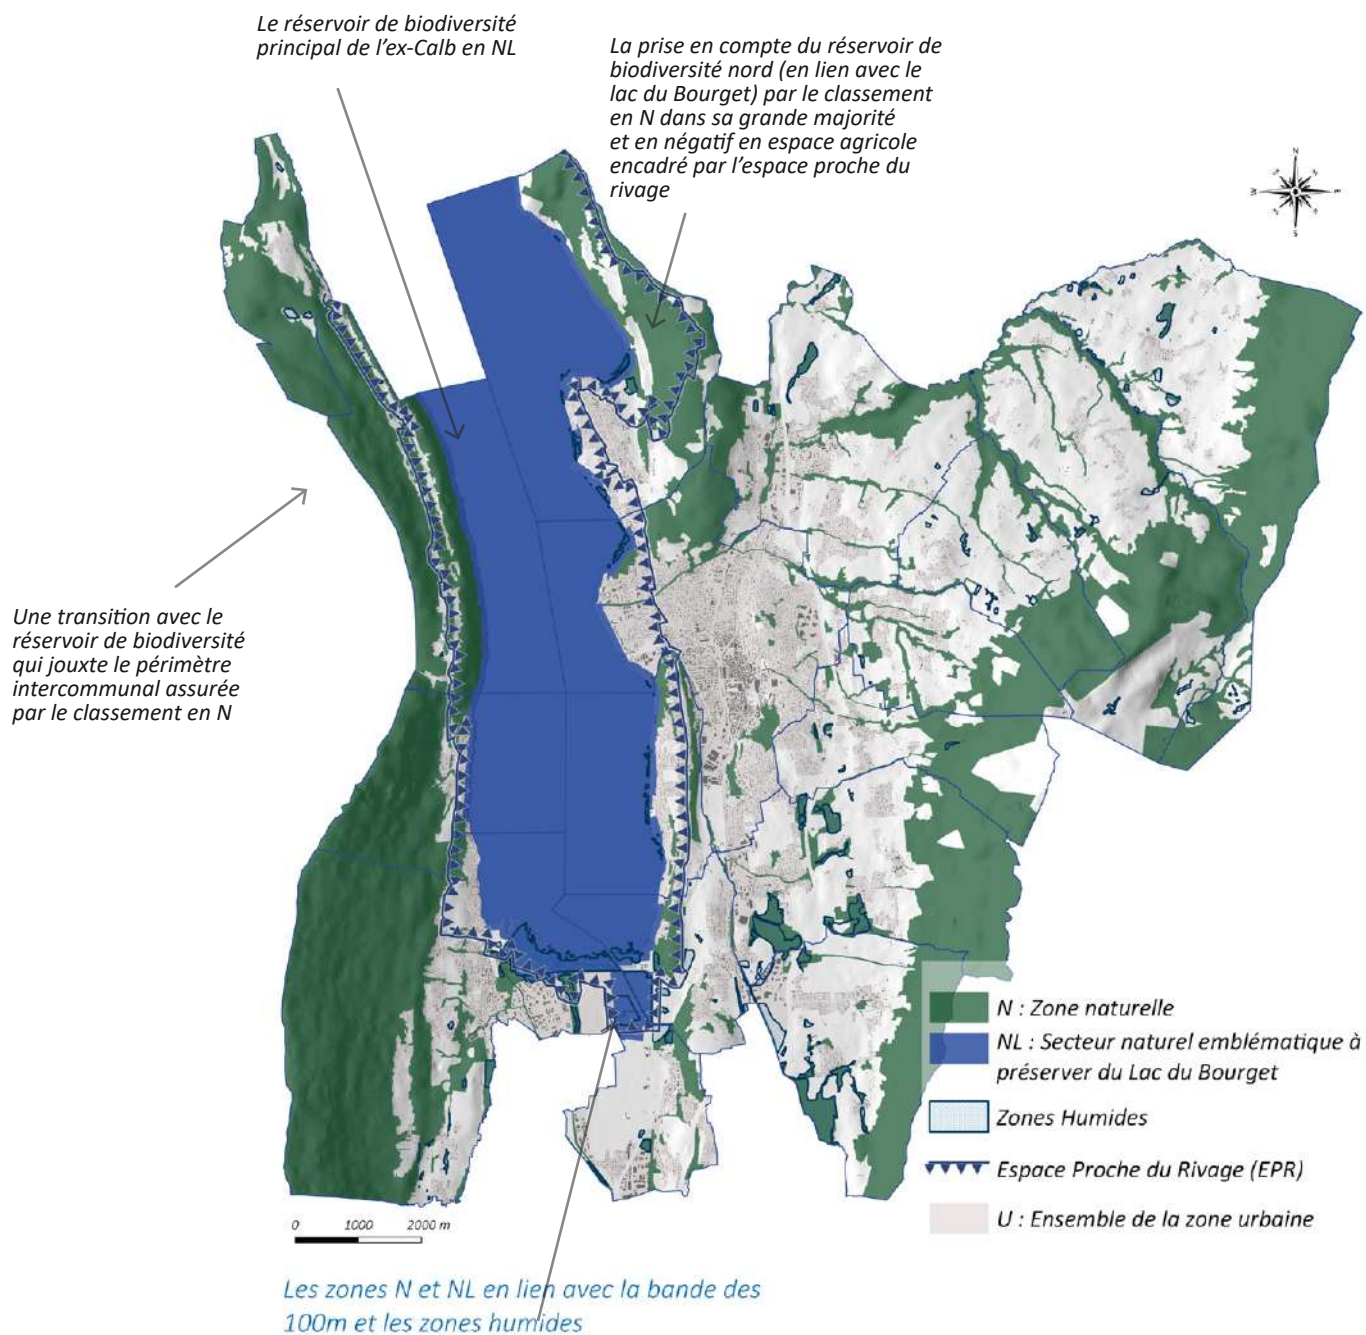 Le réservoir de biodiversité
principal de l'ex-Calb en NL
La prise en compte du réservoir de
biodiversité nord (en lien avec le
lac du Bourget) par le classement
en N dans sa grande majorité
et en négatif en espace agricole
encadré par l'espace proche du
rivage
N
W
E
S
Une transition avec le
réservoir de biodiversité
qui jouxte le périmètre
intercommunal assurée
par le classement en N
N : Zone naturelle
NL : Secteur naturel emblématique à
préserver du Lac du Bourget
Zones Humides
Espace Proche du Rivage (EPR)
U : Ensemble de la zone urbaine
0 1000 2000 m
Les zones N et NL en lien avec la bande des
100m et les zones humides